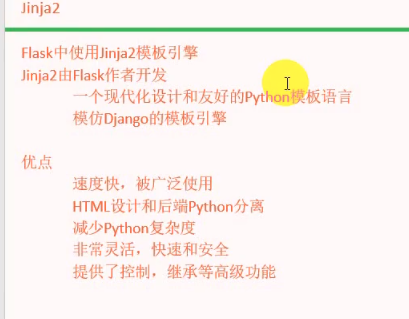 Jinja2
Flask中使用Jinja2模板引擎
Jinja2由Flask作者开发
一个现代化设计和友好的Python模板语言
模仿Django的模板引擎
优点
速度快，被广泛使用
HTML设计和后端Python分离
减少Python复杂度
非常灵活，快速和安全
提供了控制，继承等高级功能